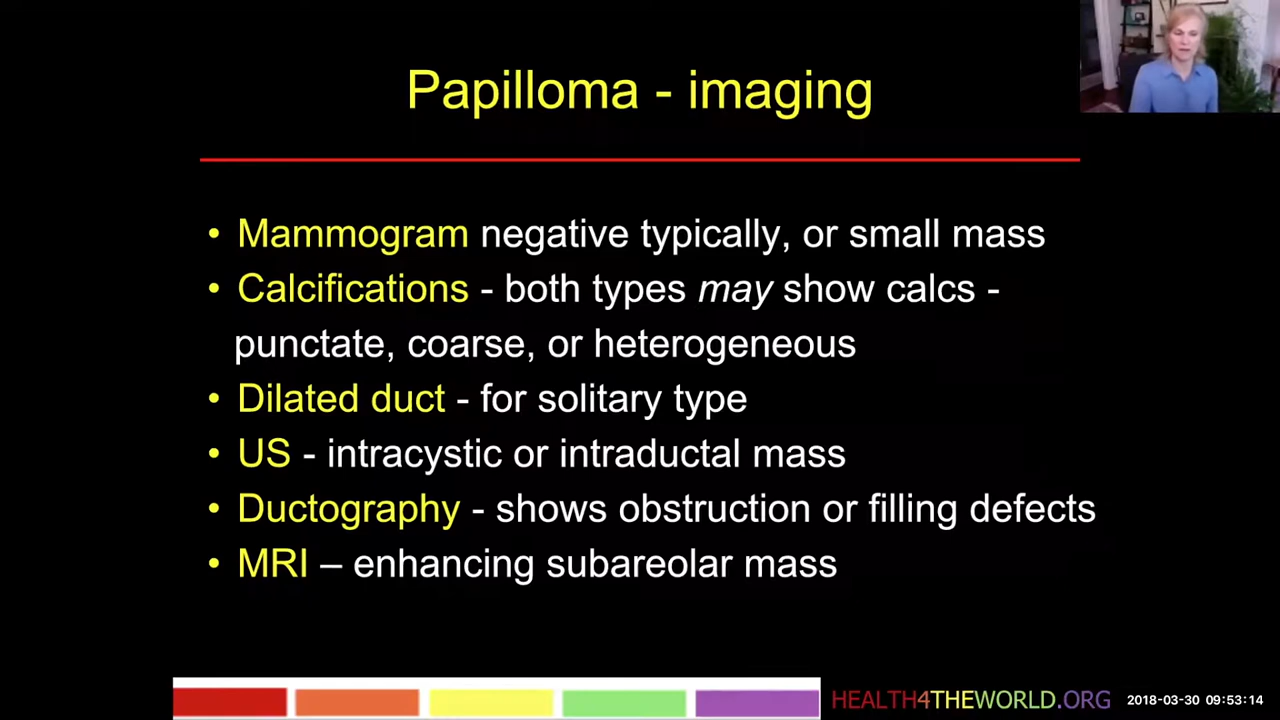 Papilloma - imaging
• Mammogram negative typically, or small mass
• Calcifications - both types may show calcs -
punctate, coarse, or heterogeneous
• Dilated duct - for solitary type
• US - intracystic or intraductal mass
• Ductography - shows obstruction or filling defects
• MRI – enhancing subareolar mass
HEALTH4THEWORLD.ORG 2018-03-30 09:53:14